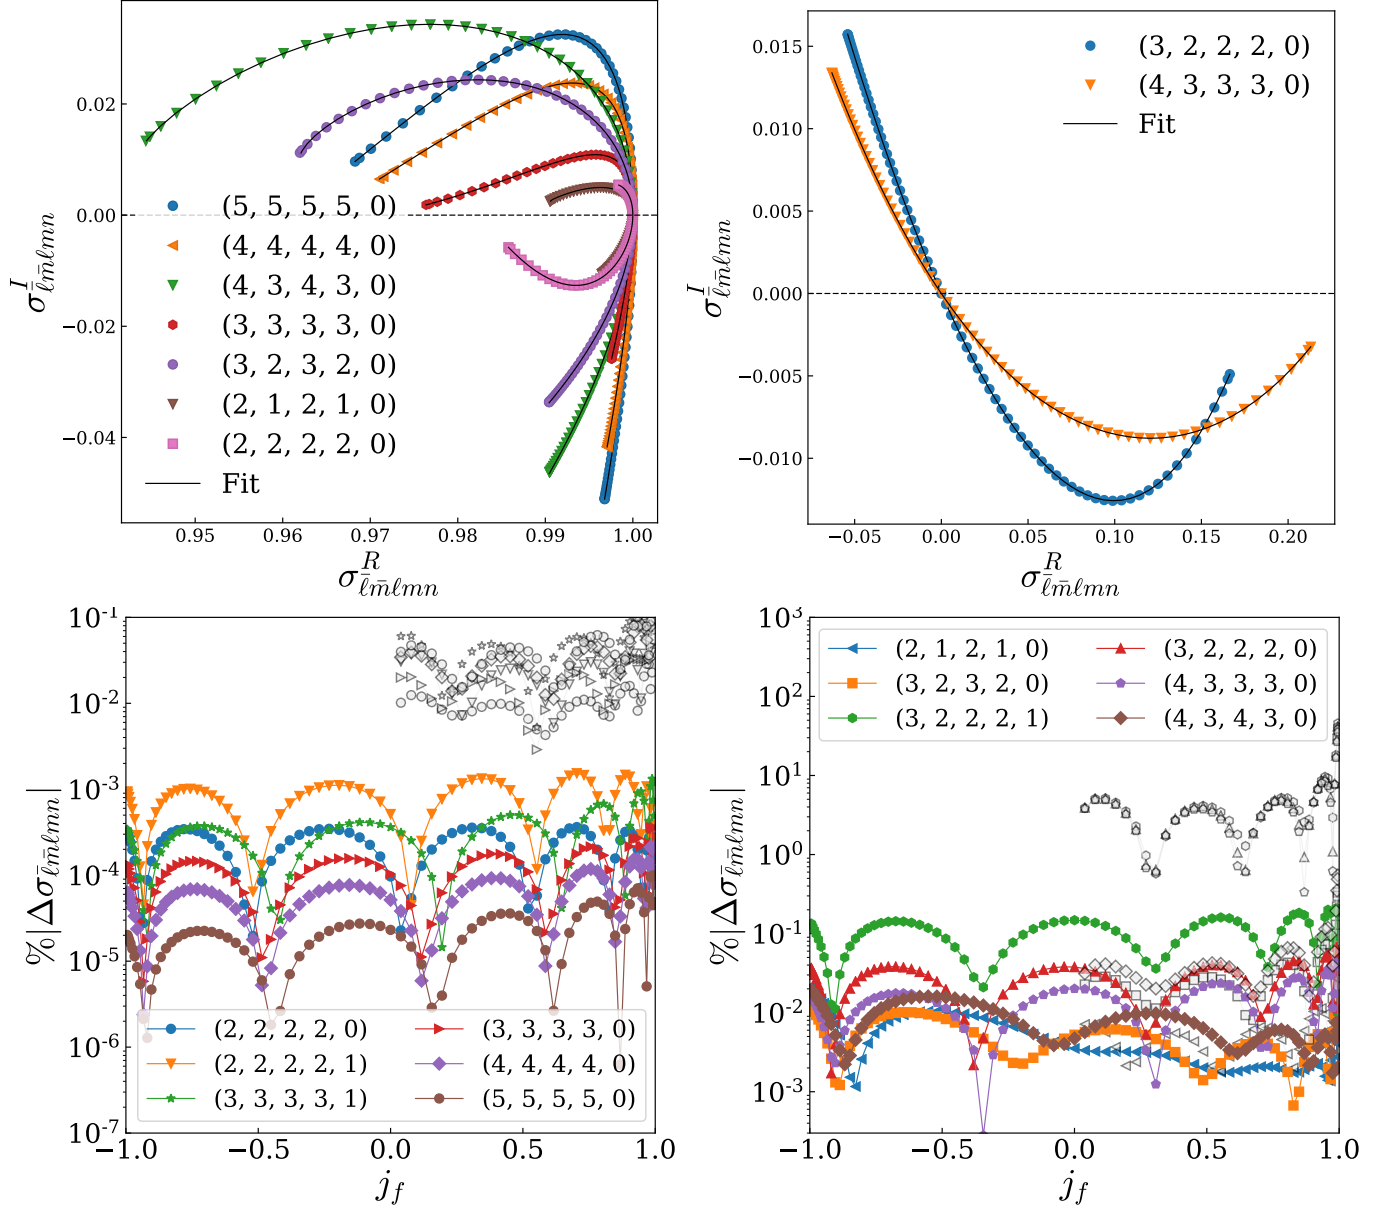 0.02
0.00
−0.02
−0.04
σ^I_{ℓ̄m̄ℓmn}
(5, 5, 5, 5, 0)
(4, 4, 4, 4, 0)
(4, 3, 4, 3, 0)
(3, 3, 3, 3, 0)
(3, 2, 3, 2, 0)
(2, 1, 2, 1, 0)
(2, 2, 2, 2, 0)
Fit
0.95 0.96 0.97 0.98 0.99 1.00
σ^R_{ℓ̄m̄ℓmn}
0.015
0.010
0.005
0.000
−0.005
−0.010
σ^I_{ℓ̄m̄ℓmn}
(3, 2, 2, 2, 0)
(4, 3, 3, 3, 0)
Fit
−0.05 0.00 0.05 0.10 0.15 0.20
σ^R_{ℓ̄m̄ℓmn}
10^{-1}
10^{-2}
10^{-3}
10^{-4}
10^{-5}
10^{-6}
10^{-7}
%|Δσ_{ℓ̄m̄ℓmn}|
(2, 2, 2, 2, 0) (3, 3, 3, 3, 0)
(2, 2, 2, 2, 1) (4, 4, 4, 4, 0)
(3, 3, 3, 3, 1) (5, 5, 5, 5, 0)
−1.0 −0.5 0.0 0.5 1.0
j_f
10^3
10^2
10^1
10^0
10^{-1}
10^{-2}
10^{-3}
%|Δσ_{ℓ̄m̄ℓmn}|
(2, 1, 2, 1, 0) (3, 2, 2, 2, 0)
(3, 2, 3, 2, 0) (4, 3, 3, 3, 0)
(3, 2, 2, 2, 1) (4, 3, 4, 3, 0)
−1.0 −0.5 0.0 0.5 1.0
j_f